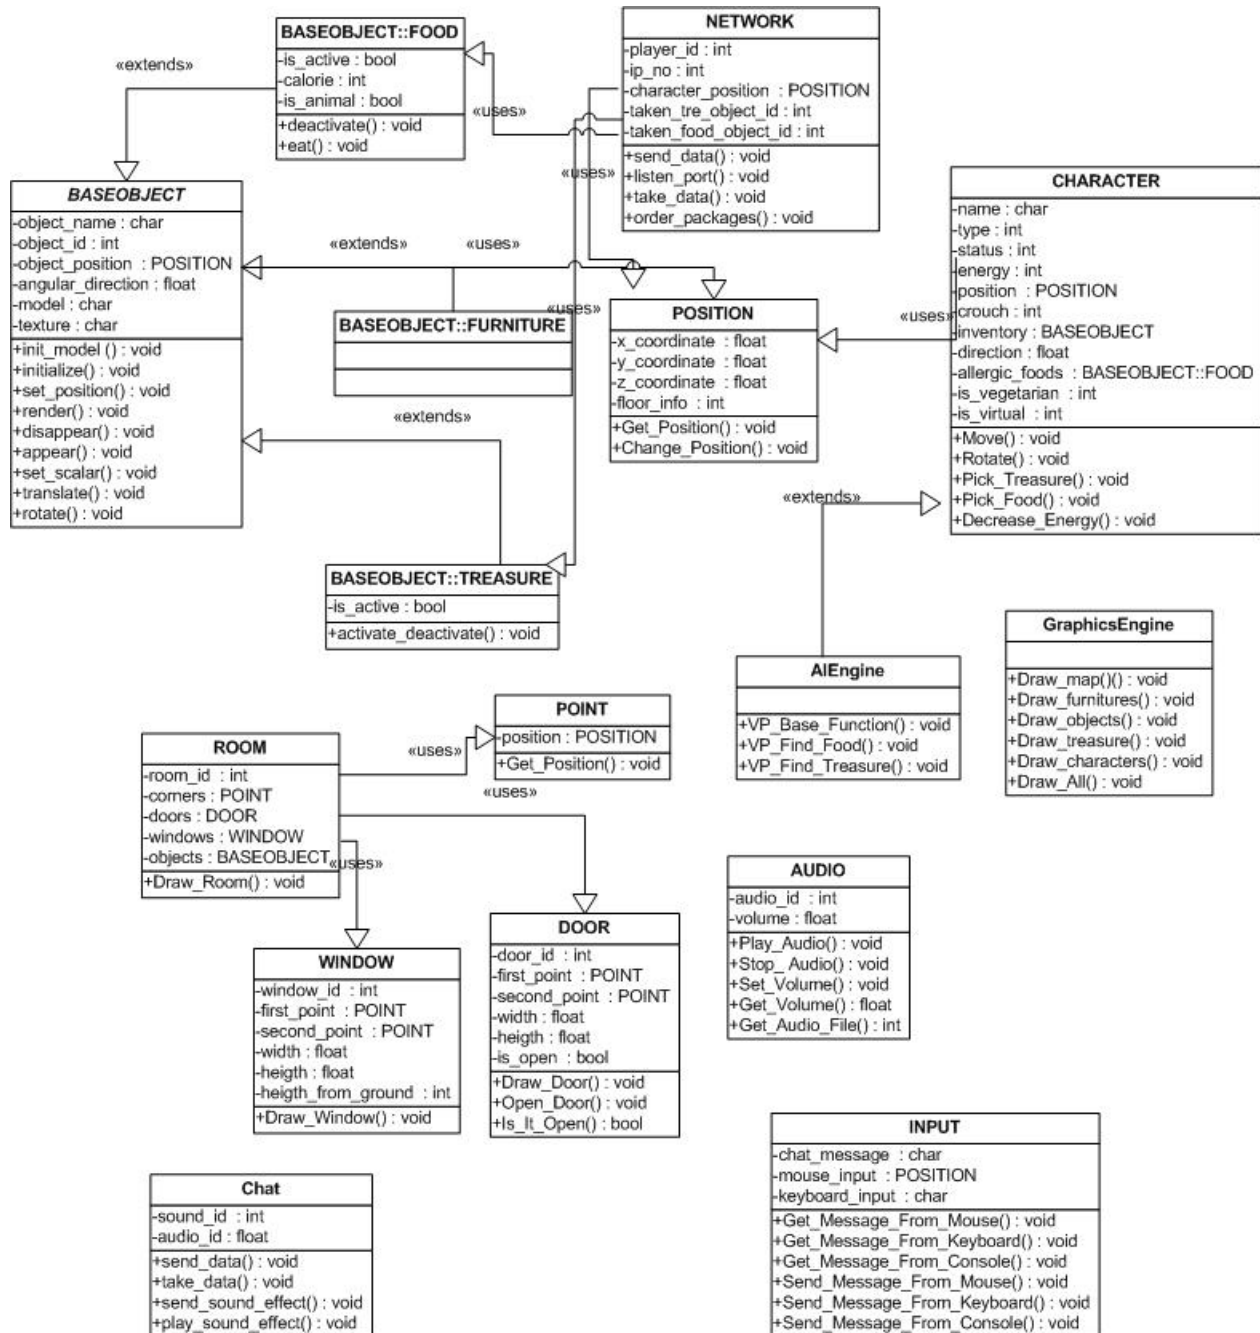 BASEOBJECT::FOOD
-is_active : bool
-calorie : int
-is_animal : bool
+deactivate() : void
+eat() : void
«extends»
«uses»
NETWORK
-player_id : int
-ip_no : int
-character_position : POSITION
-taken_tre_object_id : int
-taken_food_object_id : int
+send_data() : void
+listen_port() : void
+take_data() : void
+order_packages() : void
«uses»
BASEOBJECT
-object_name : char
-object_id : int
-object_position : POSITION
-angular_direction : float
-model : char
-texture : char
+init_model () : void
+initialize() : void
+set_position() : void
+render() : void
+disappear() : void
+appear() : void
+set_scalar() : void
+translate() : void
+rotate() : void
«extends»
«uses»
BASEOBJECT::FURNITURE
«uses»
POSITION
-x_coordinate : float
-y_coordinate : float
-z_coordinate : float
-floor_info : int
+Get_Position() : void
+Change_Position() : void
«uses»
CHARACTER
-name : char
-type : int
-status : int
-energy : int
-position : POSITION
-crouch : int
-inventory : BASEOBJECT
-direction : float
-allergic_foods : BASEOBJECT::FOOD
-is_vegetarian : int
-is_virtual : int
+Move() : void
+Rotate() : void
+Pick_Treasure() : void
+Pick_Food() : void
+Decrease_Energy() : void
«extends»
«extends»
BASEOBJECT::TREASURE
-is_active : bool
+activate_deactivate() : void
AIEngine
+VP_Base_Function() : void
+VP_Find_Food() : void
+VP_Find_Treasure() : void
GraphicsEngine
+Draw_map()() : void
+Draw_furnitures() : void
+Draw_objects() : void
+Draw_treasure() : void
+Draw_characters() : void
+Draw_All() : void
POINT
-position : POSITION
+Get_Position() : void
«uses»
«uses»
ROOM
-room_id : int
-corners : POINT
-doors : DOOR
-windows : WINDOW
-objects : BASEOBJECT
+Draw_Room() : void
«uses»
WINDOW
-window_id : int
-first_point : POINT
-second_point : POINT
-width : float
-heigth : float
-heigth_from_ground : int
+Draw_Window() : void
DOOR
-door_id : int
-first_point : POINT
-second_point : POINT
-width : float
-heigth : float
-is_open : bool
+Draw_Door() : void
+Open_Door() : void
+Is_It_Open() : bool
AUDIO
-audio_id : int
-volume : float
+Play_Audio() : void
+Stop_ Audio() : void
+Set_Volume() : void
+Get_Volume() : float
+Get_Audio_File() : int
Chat
-sound_id : int
-audio_id : float
+send_data() : void
+take_data() : void
+send_sound_effect() : void
+play_sound_effect() : void
INPUT
-chat_message : char
-mouse_input : POSITION
-keyboard_input : char
+Get_Message_From_Mouse() : void
+Get_Message_From_Keyboard() : void
+Get_Message_From_Console() : void
+Send_Message_From_Mouse() : void
+Send_Message_From_Keyboard() : void
+Send_Message_From_Console() : void